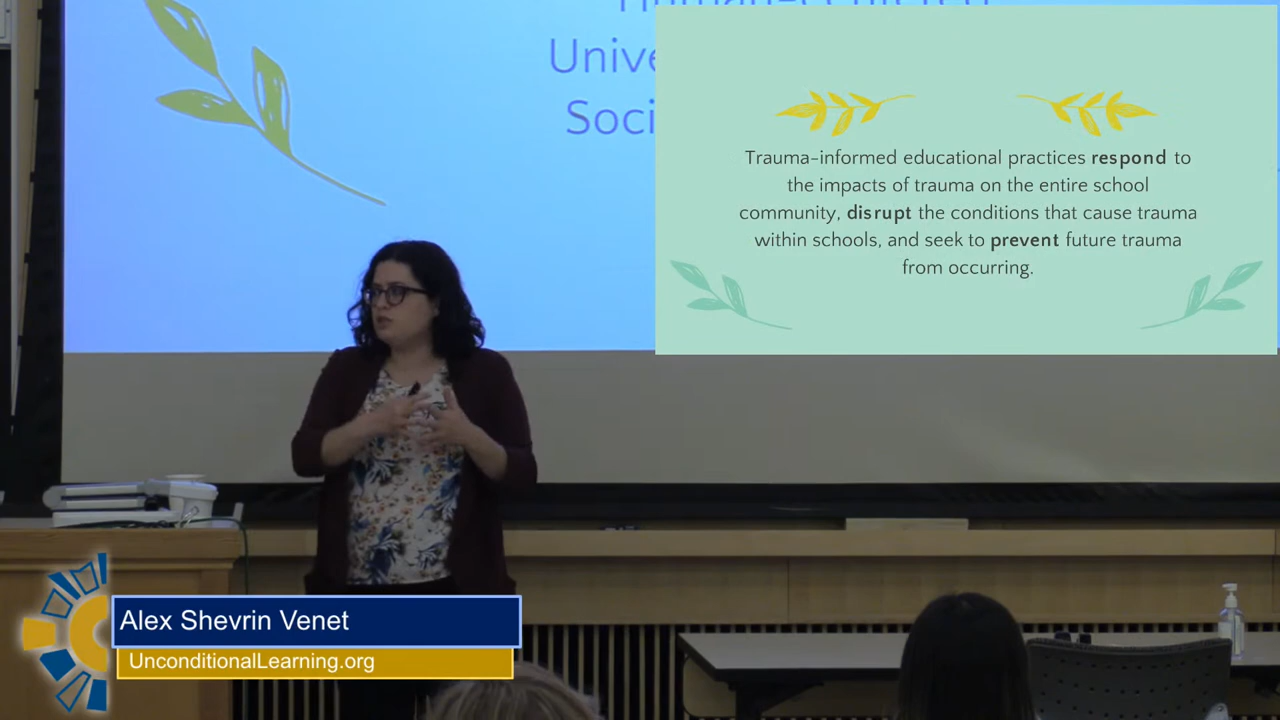 Human-Centered
Unive
Soci
Trauma-informed educational practices respond to
the impacts of trauma on the entire school
community, disrupt the conditions that cause trauma
within schools, and seek to prevent future trauma
from occurring.
Alex Shevrin Venet
UnconditionalLearning.org